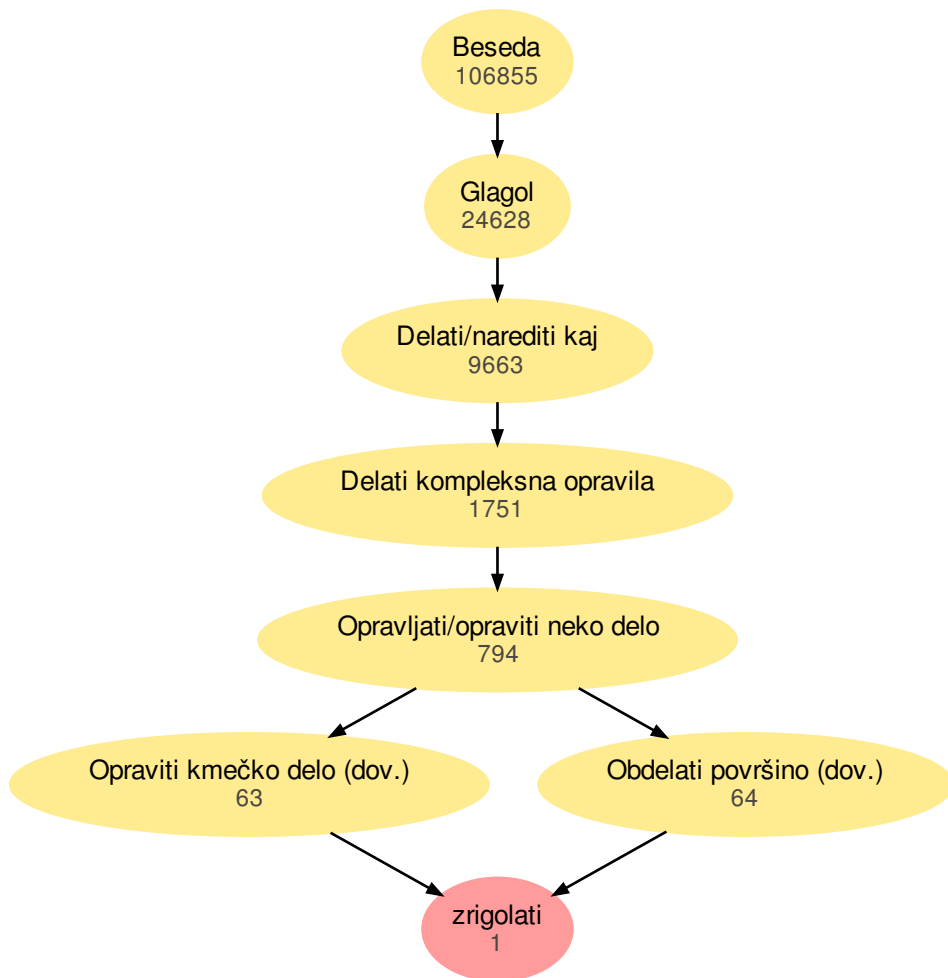 Beseda
106855
Glagol
24628
Delati/narediti kaj
9663
Delati kompleksna opravila
1751
Opravljati/opraviti neko delo
794
Opraviti kmečko delo (dov.)
63
Obdelati površino (dov.)
64
zrigolati
1